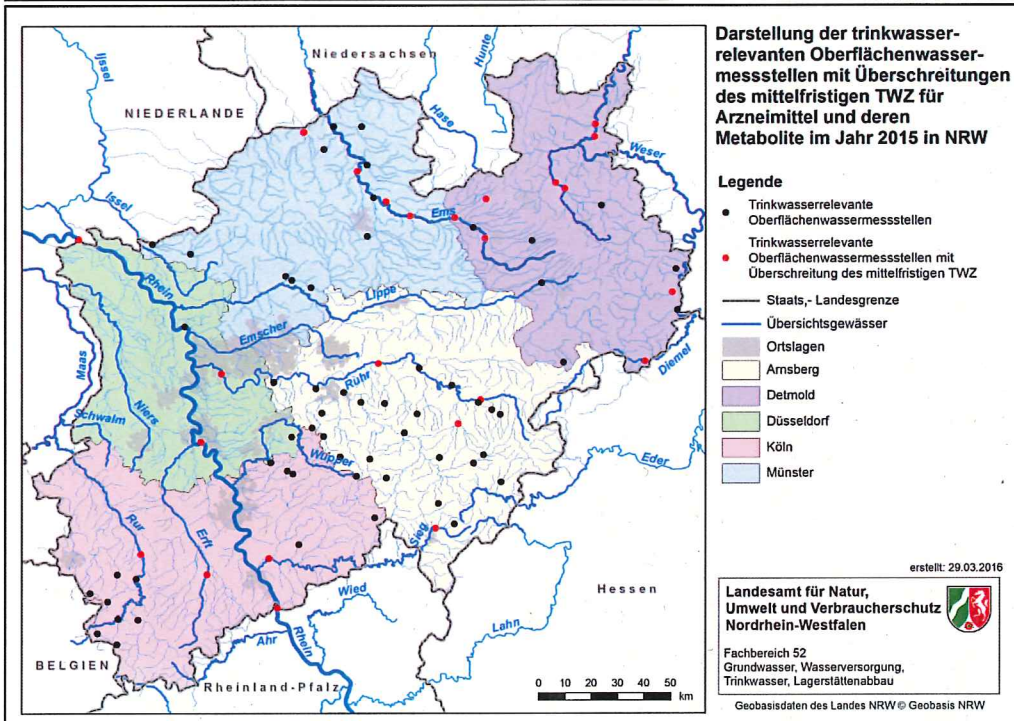 Niedersachsen
NIEDERLANDE
Ijssel
Hunte
Hase
Weser
Issel
Ems
Rhein
Lippe
Emscher
Maas
Ruhr
Diemel
Niers
Schwalm
Wupper
Eder
Rur
Erft
Sieg
Hessen
Wied
Lahn
Ahr
Rhein
BELGIEN
Rheinland-Pfalz
0 10 20 30 40 50
km
Darstellung der trinkwasser-
relevanten Oberflächenwasser-
messstellen mit Überschreitungen
des mittelfristigen TWZ für
Arzneimittel und deren
Metabolite im Jahr 2015 in NRW
Legende
Trinkwasserrelevante
Oberflächenwassermessstellen
Trinkwasserrelevante
Oberflächenwassermessstellen mit
Überschreitung des mittelfristigen TWZ
Staats,- Landesgrenze
Übersichtsgewässer
Ortslagen
Arnsberg
Detmold
Düsseldorf
Köln
Münster
erstellt: 29.03.2016
Landesamt für Natur,
Umwelt und Verbraucherschutz
Nordrhein-Westfalen
Fachbereich 52
Grundwasser, Wasserversorgung,
Trinkwasser, Lagerstättenabbau
Geobasisdaten des Landes NRW © Geobasis NRW